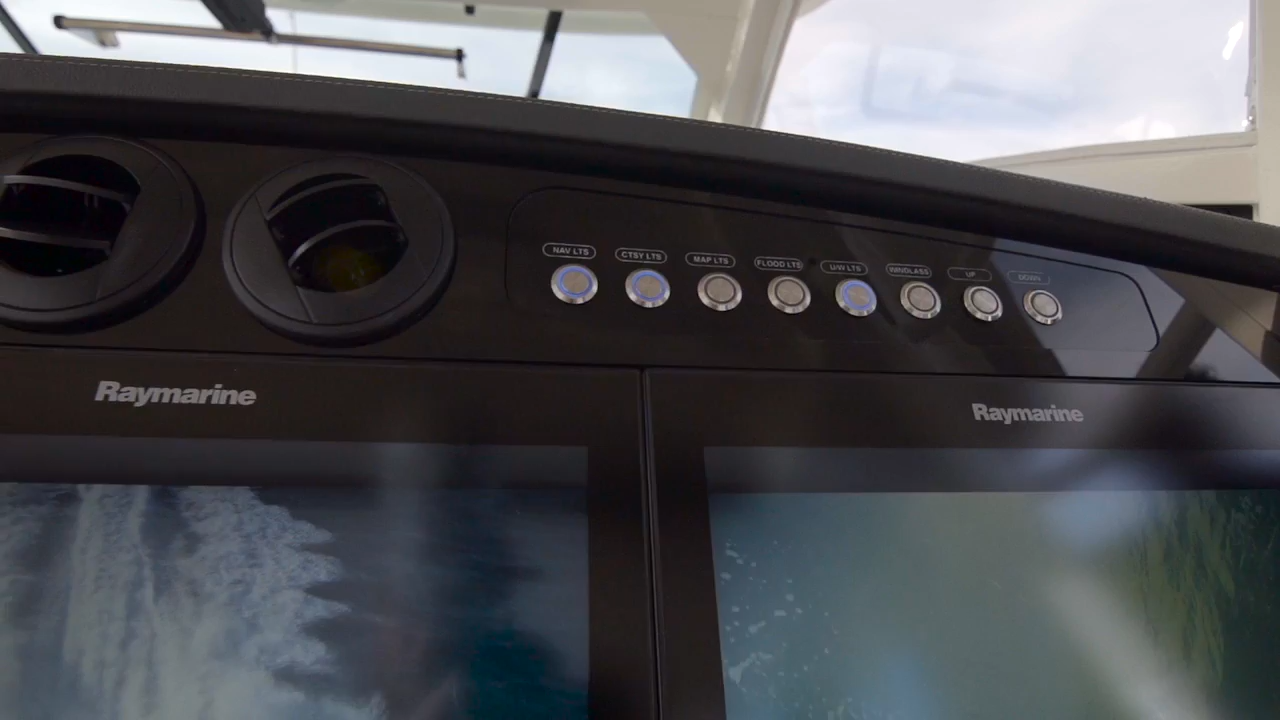 NAV LTS
CTSY LTS
MAP LTS
FLOOD LTS
U/W LTS
WINDLASS
UP
DOWN
Raymarine
Raymarine